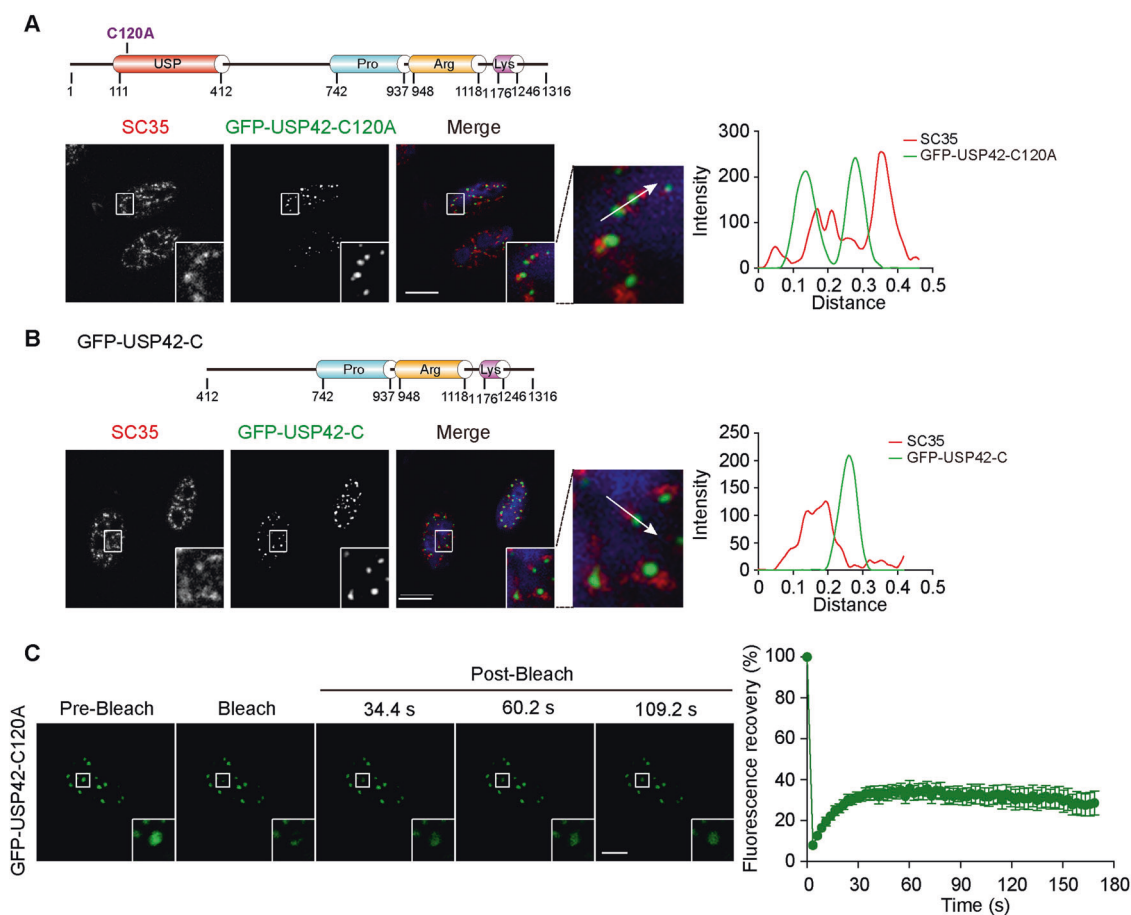 A
C120A
USP Pro Arg Lys
1 111 412 742 937 948 1118 1176 1246 1316
SC35 GFP-USP42-C120A Merge
SC35
GFP-USP42-C120A
Intensity
300
200
100
0
0 0.1 0.2 0.3 0.4 0.5
Distance
B
GFP-USP42-C
Pro Arg Lys
412 742 937 948 1118 1176 1246 1316
SC35 GFP-USP42-C Merge
SC35
GFP-USP42-C
Intensity
250
200
150
100
50
0
0 0.1 0.2 0.3 0.4 0.5
Distance
C
GFP-USP42-C120A
Post-Bleach
Pre-Bleach Bleach 34.4 s 60.2 s 109.2 s
Fluorescence recovery (%)
100
80
60
40
20
0
0 30 60 90 120 150 180
Time (s)